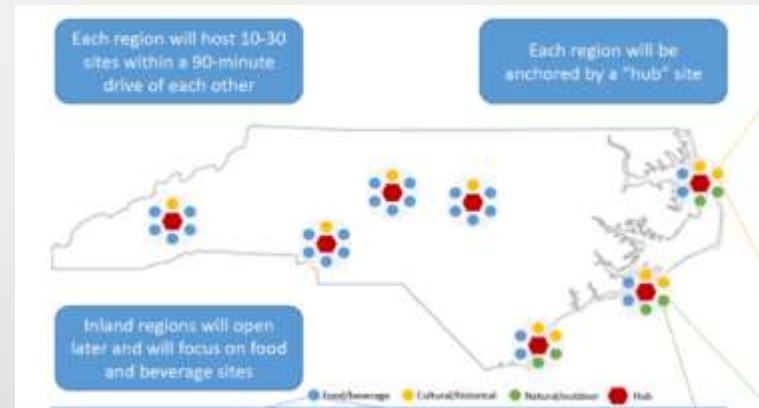 Each region will host 10-30
sites within a 90-minute
drive of each other
Each region will be
anchored by a "hub" site
Inland regions will open
later and will focus on food
and beverage sites
Food/beverage
Cultural/historical
Natural/outdoor
Hub